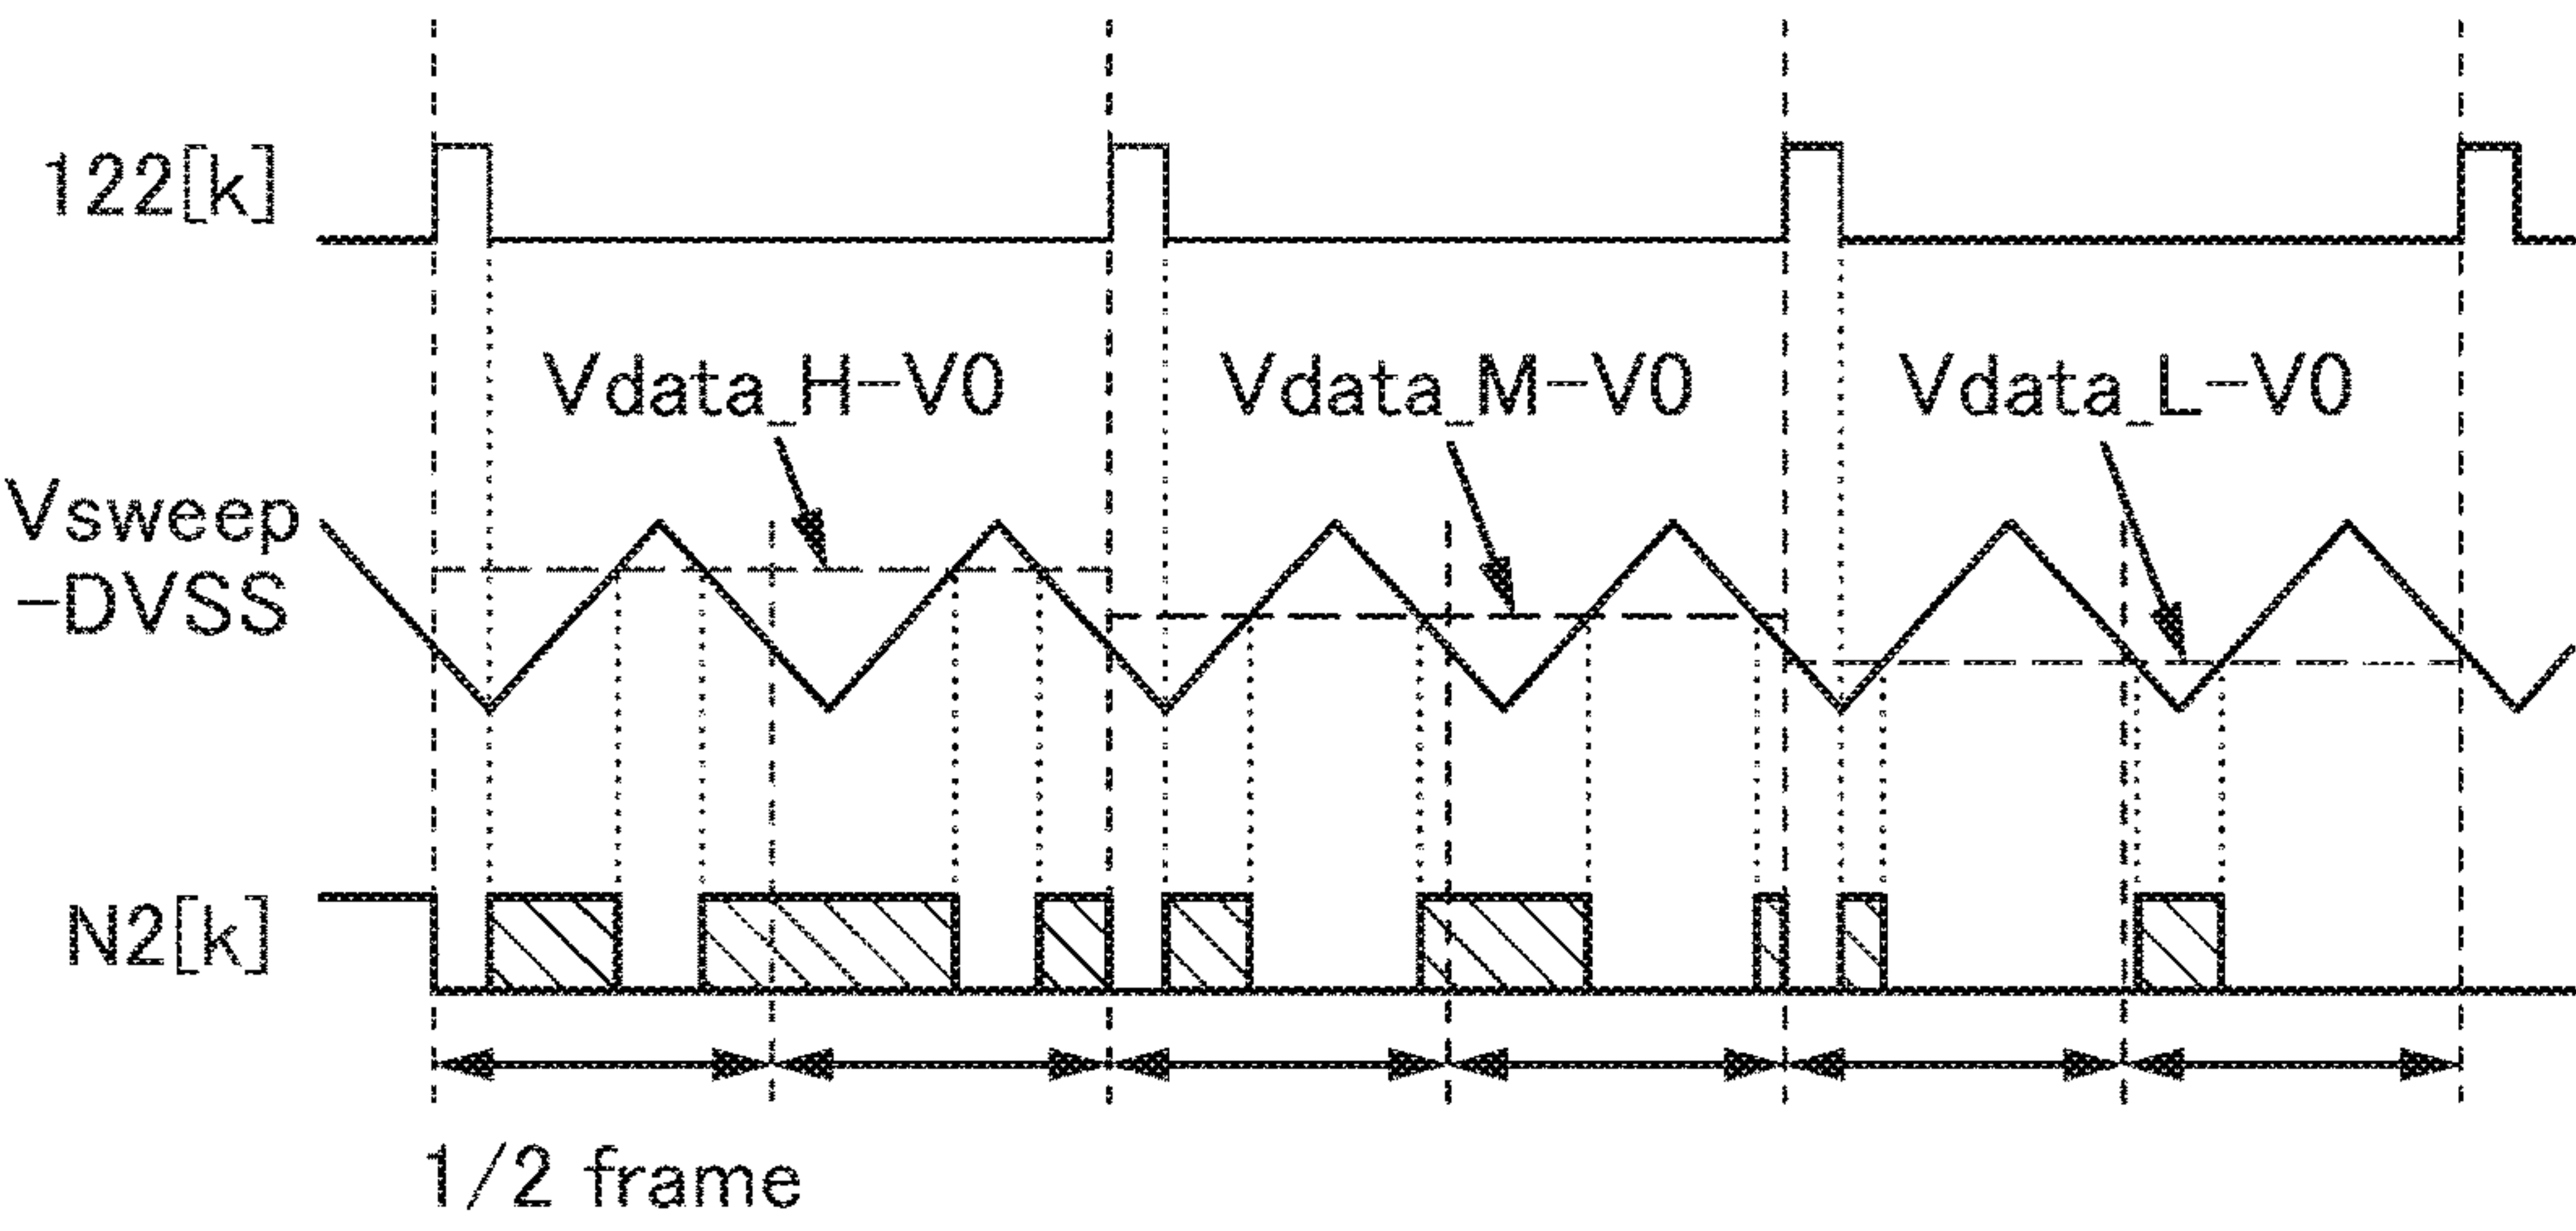 122[k]
Vdata_H-V0
Vdata_M-V0
Vdata_L-V0
Vsweep
-DVSS
N2[k]
1/2 frame